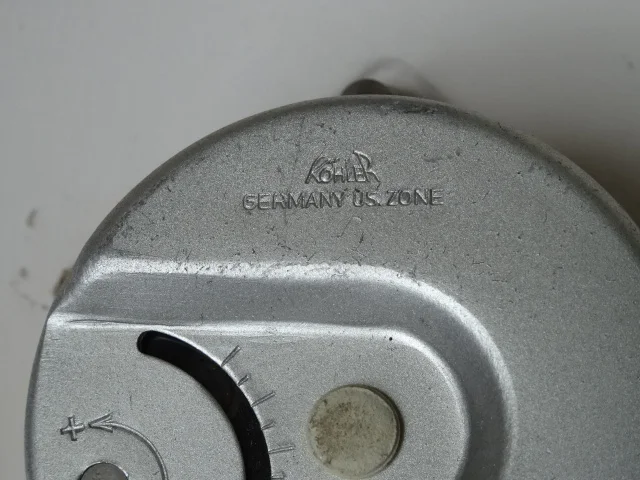 KÖHLER
GERMANY US.ZONE
+